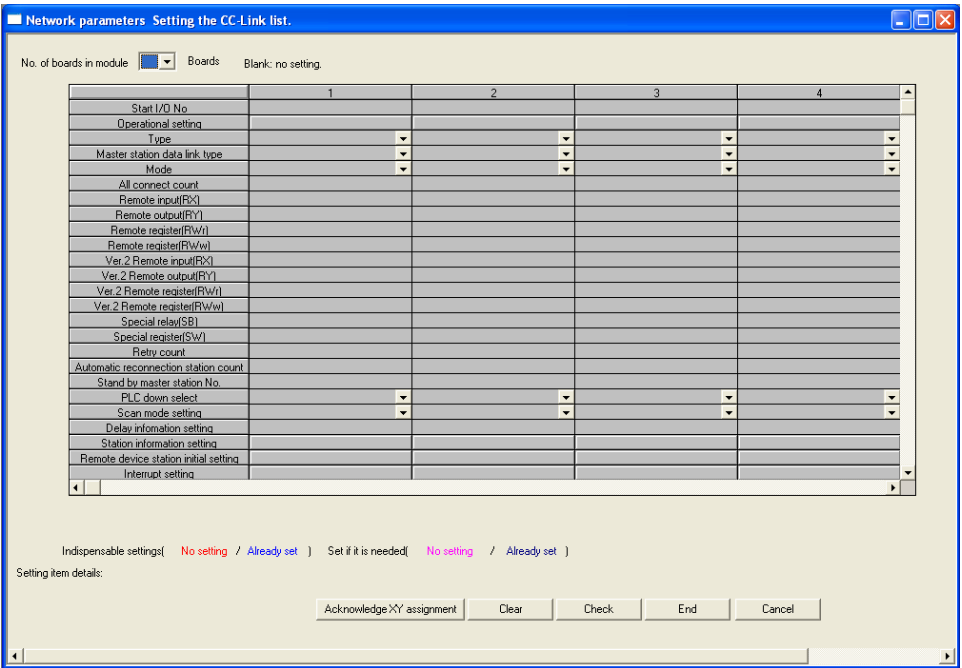 Network parameters  Setting the CC-Link list.
No. of boards in module Boards Blank: no setting.
1 2 3 4
Start I/O No
Operational setting
Type
Master station data link type
Mode
All connect count
Remote input(RX)
Remote output(RY)
Remote register(RWr)
Remote register(RWw)
Ver.2 Remote input(RX)
Ver.2 Remote output(RY)
Ver.2 Remote register(RWr)
Ver.2 Remote register(RWw)
Special relay(SB)
Special register(SW)
Retry count
Automatic reconnection station count
Stand by master station No.
PLC down select
Scan mode setting
Delay infomation setting
Station information setting
Remote device station initial setting
Interrupt setting
Indispensable settings( No setting / Already set ) Set if it is needed( No setting / Already set )
Setting item details:
Acknowledge XY assignment Clear Check End Cancel